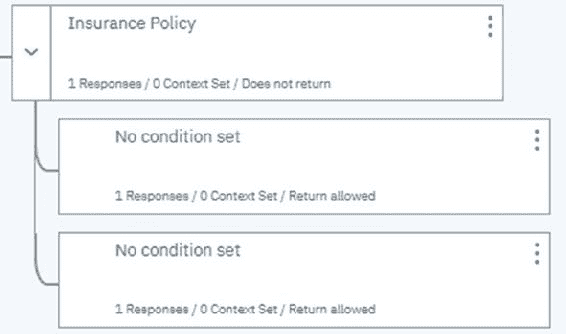 Insurance Policy
1 Responses / 0 Context Set / Does not return
No condition set
1 Responses / 0 Context Set / Return allowed
No condition set
1 Responses / 0 Context Set / Return allowed